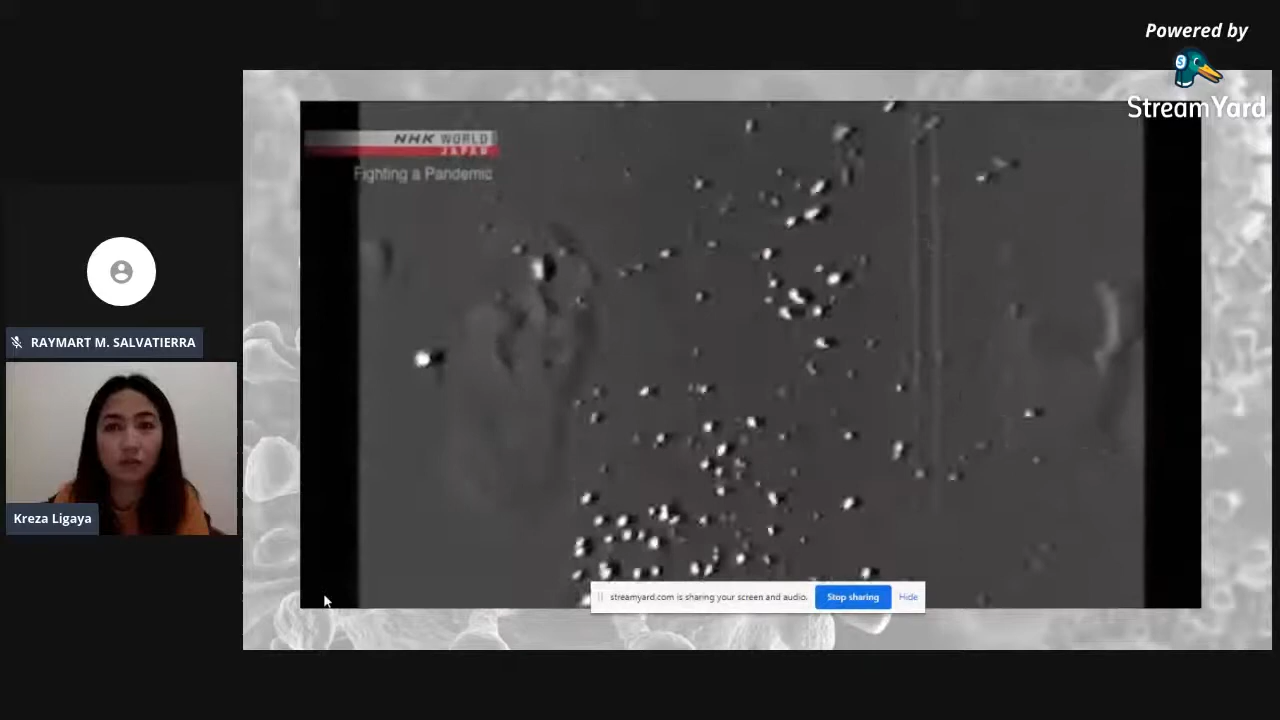 Powered by
StreamYard
NHK WORLD
JAPAN
Fighting a Pandemic
RAYMART M. SALVATIERRA
Kreza Ligaya
streamyard.com is sharing your screen and audio.
Stop sharing
Hide